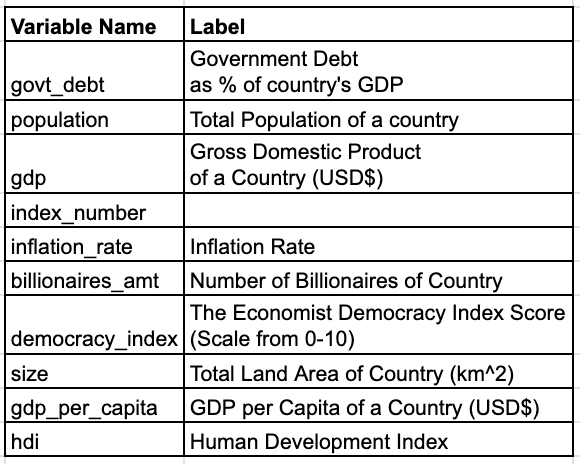 Variable Name Label
Government Debt
govt_debt as % of country's GDP
population Total Population of a country
Gross Domestic Product
gdp of a Country (USD$)
index_number
inflation_rate Inflation Rate
billionaires_amt Number of Billionaires of Country
The Economist Democracy Index Score
democracy_index (Scale from 0-10)
size Total Land Area of Country (km^2)
gdp_per_capita GDP per Capita of a Country (USD$)
hdi Human Development Index